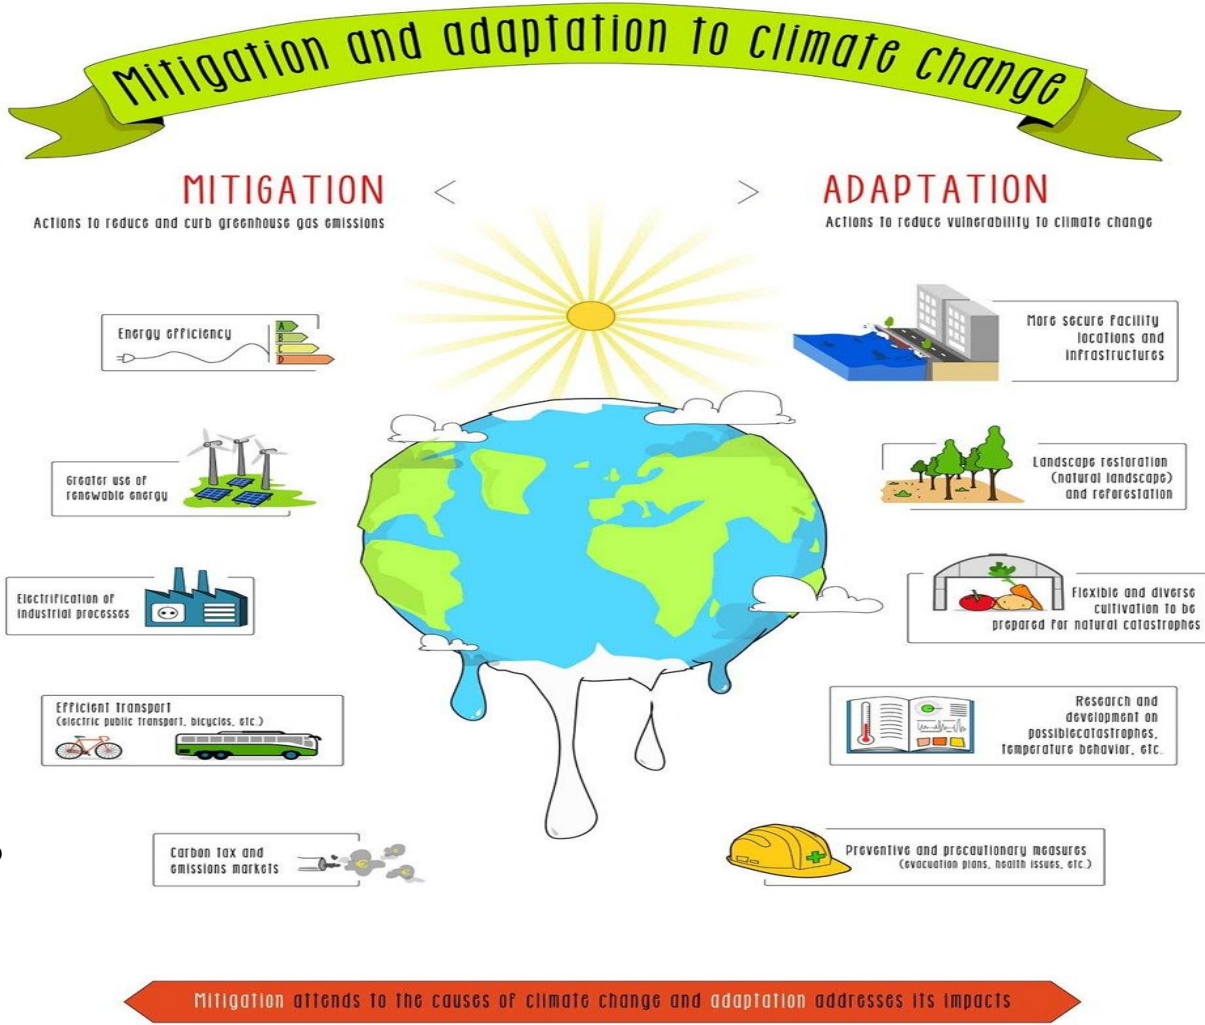 Mitigation and adaptation to climate change
MITIGATION
Actions to reduce and curb greenhouse gas emissions
Energy efficiency
A
B
C
D
Greater use of
renewable energy
Electrification of
industrial processes
Efficient transport
(electric public transport, bicycles, etc.)
Carbon tax and
emissions markets
ADAPTATION
Actions to reduce vulnerability to climate change
More secure facility
locations and
infrastructures
Landscape restoration
(natural landscape)
and reforestation
Flexible and diverse
cultivation to be
prepared for natural catastrophes
Research and
development on
possiblecatastrophes,
temperature behavior, etc.
Preventive and precautionary measures
(evacuation plans, health issues, etc.)
Mitigation attends to the causes of climate change and adaptation addresses its impacts